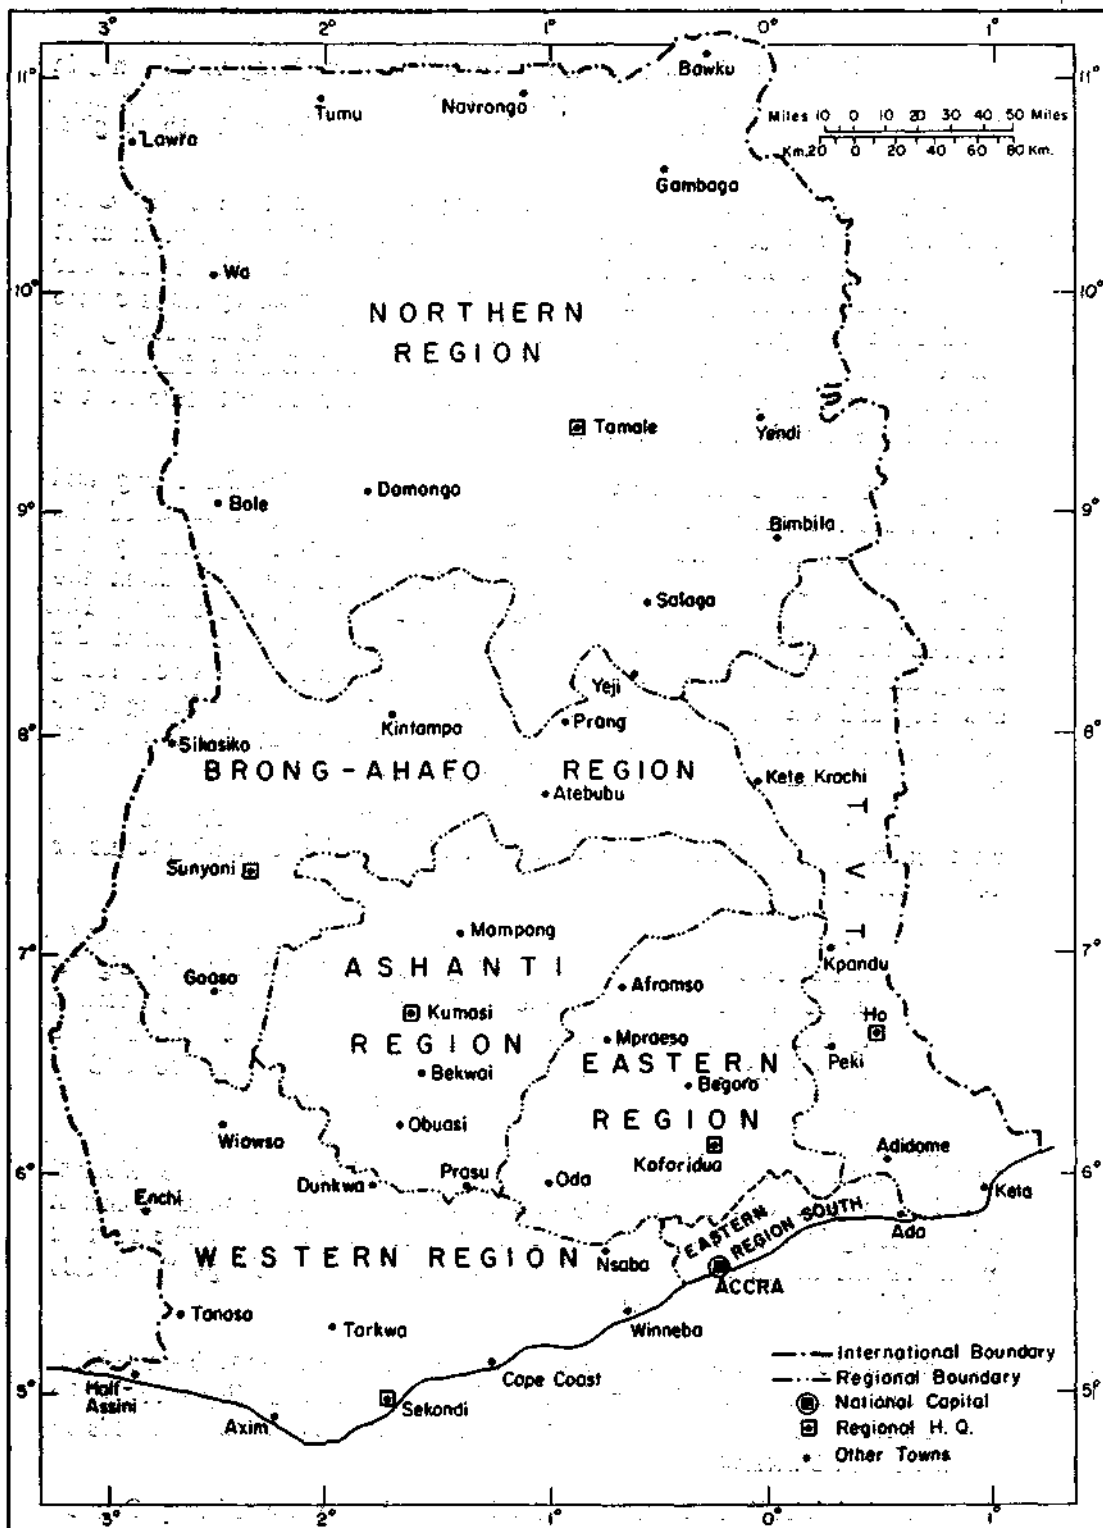 3° 2° 1° 0° 1°
11° 11°
Bawku
Tumu
Navrongo
Miles 10 0 10 20 30 40 50 Miles
Km. 20 0 20 40 60 80 Km.
Lawra
Gambaga
Wa
10° 10°
NORTHERN
REGION
Tamale
Yendi
Damongo
Bole
9° 9°
Bimbila
Salaga
Yeji
Prang
Kintampo
8° 8°
Sikasiko
BRONG-AHAFO REGION
Kete Krachi
Atebubu
T V T
Sunyani
Mampong
7° 7°
Kpandu
ASHANTI
REGION
Goaso
Aframso
Kumasi
Ho
Mpraeso
Peki
EASTERN
REGION
Bekwai
Begoro
Obuasi
Wiawso
Koforidua
Adidome
6° 6°
Dunkwa
Prasu
Oda
Keta
Enchi
Ada
EASTERN
REGION SOUTH
WESTERN REGION
Nsaba
ACCRA
Tanoso
Tarkwa
Winneba
Cape Coast
5° 5°
Half-
Assini
Axim
Sekondi
International Boundary
Regional Boundary
National Capital
Regional H. Q.
Other Towns
3° 2° 1° 0° 1°